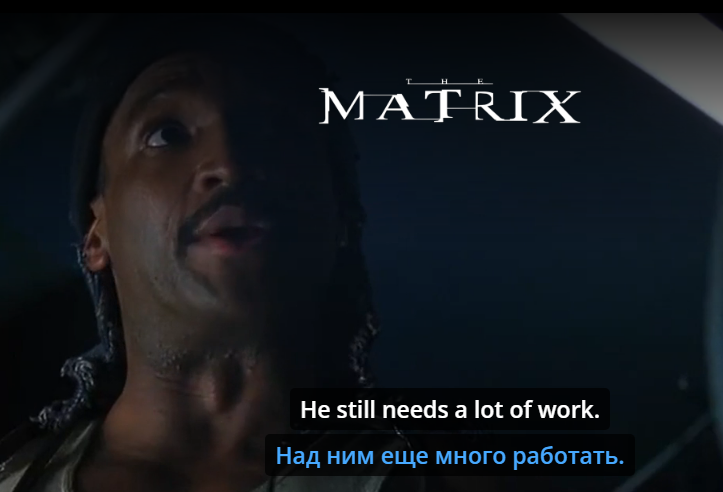 THE
MATRIX
He still needs a lot of work.
Над ним еще много работать.